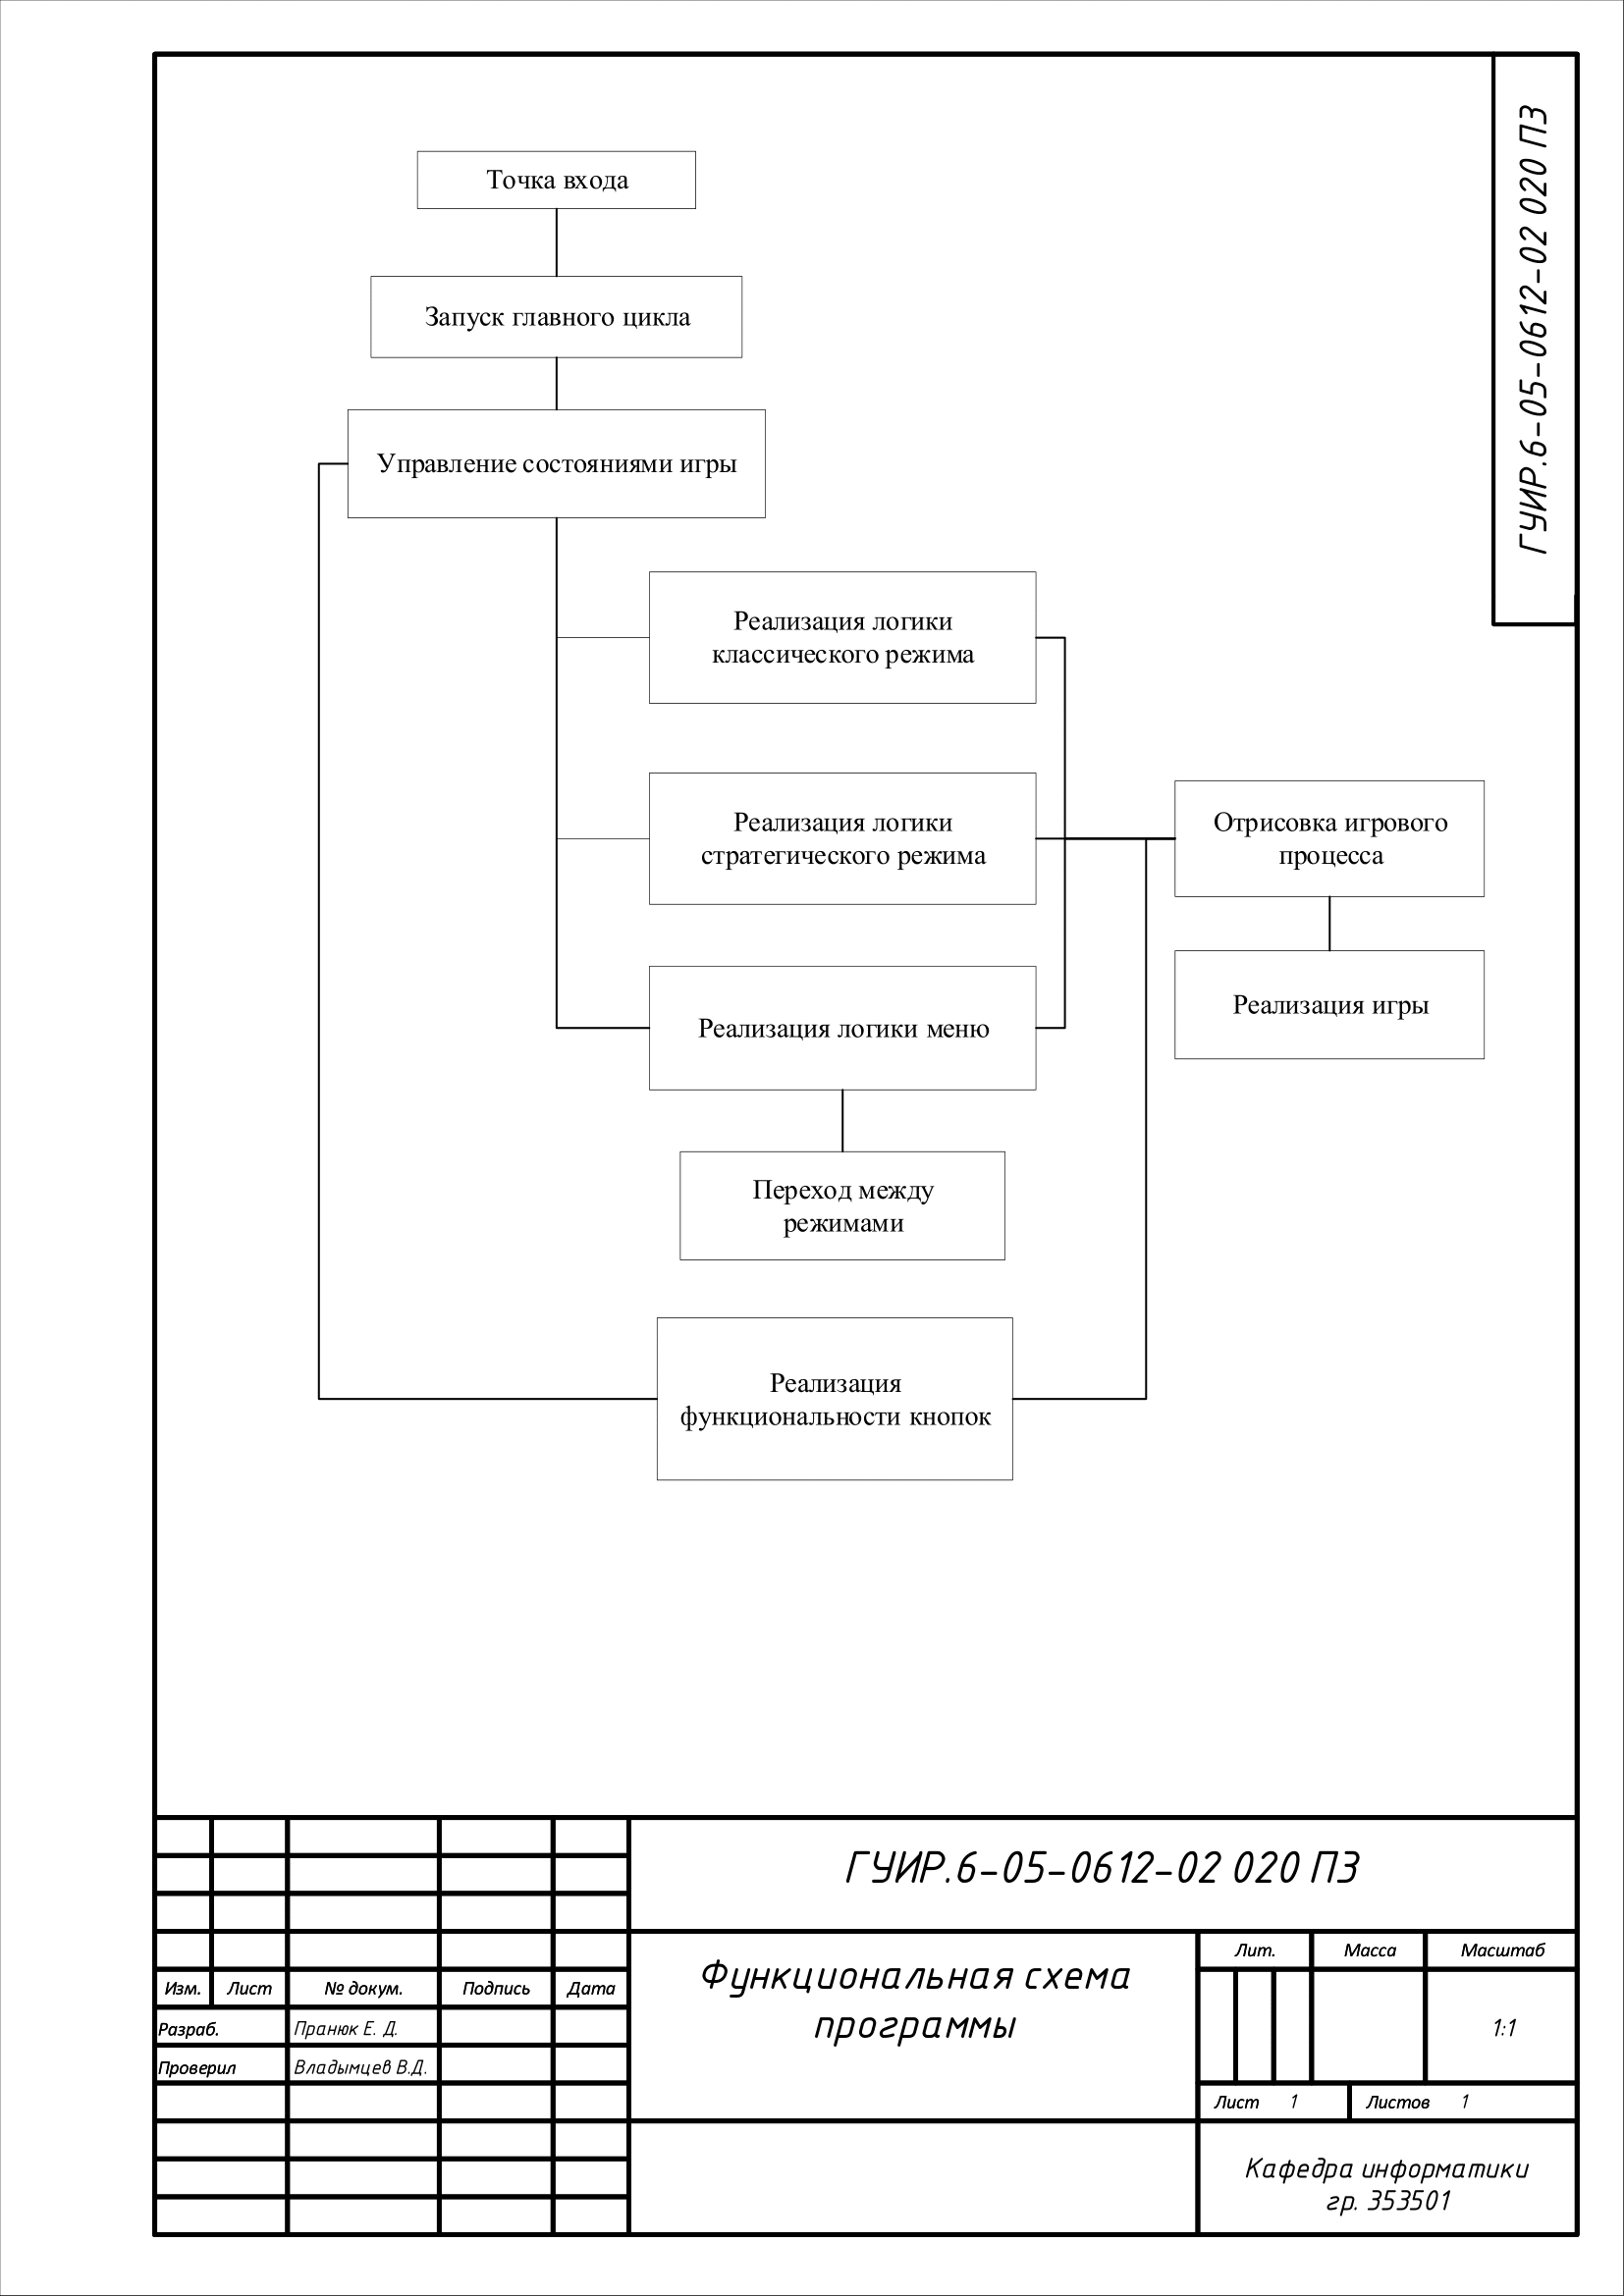 ГУИР.6-05-0612-02 020 ПЗ
Точка входа
Запуск главного цикла
Управление состояниями игры
Реализация логики
классического режима
Реализация логики
стратегического режима
Отрисовка игрового
процесса
Реализация логики меню
Реализация игры
Переход между
режимами
Реализация
функциональности кнопок
ГУИР.6-05-0612-02 020 ПЗ
Функциональная схема
программы
Лит. Масса Масштаб
1:1
Лист 1 Листов 1
Изм. Лист № докум. Подпись Дата
Разраб. Пранюк Е. Д.
Проверил Владымцев В.Д.
Кафедра информатики
гр. 353501